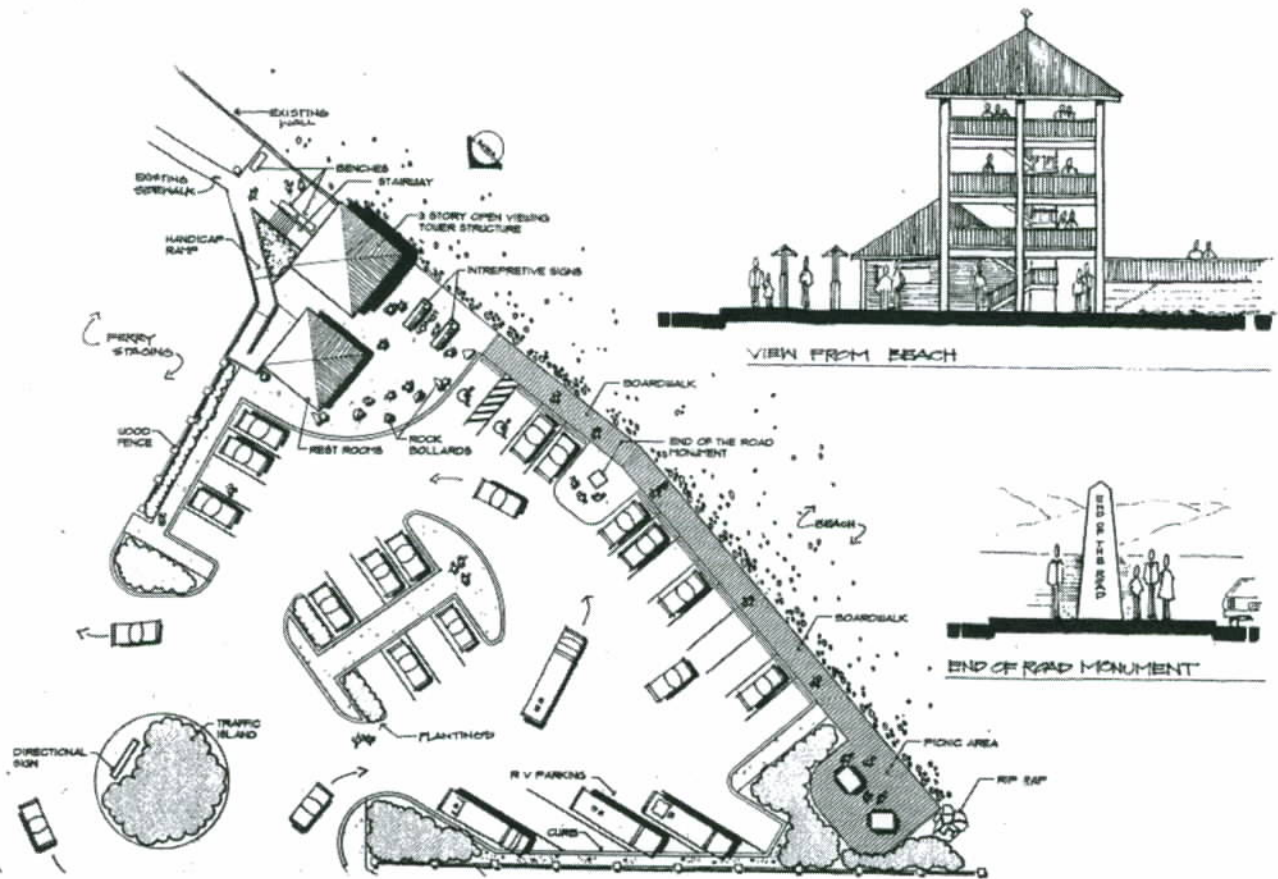 EXISTING
WALL
BENCHES
STAIRWAY
EXISTING
SIDEWALK
3 STORY OPEN VIEWING
TOWER STRUCTURE
HANDICAP
RAMP
INTREPRETIVE SIGNS
FERRY
STAGING
VIEW FROM BEACH
BOARDWALK
WOOD
FENCE
REST ROOMS
ROCK
BOLLARDS
END OF THE ROAD
MONUMENT
BEACH
END OF THE ROAD
BOARDWALK
END OF ROAD MONUMENT
TRAFFIC
ISLAND
PLANTINGS
DIRECTIONAL
SIGN
PICNIC AREA
R V PARKING
RIP RAP
CURB